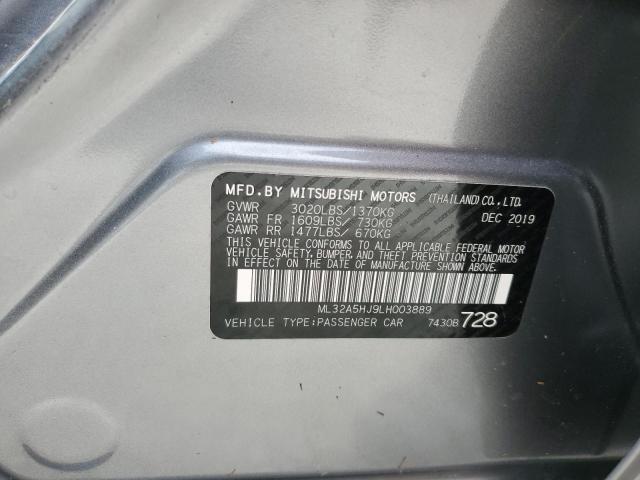 MFD.BY MITSUBISHI MOTORS (THAILAND)CO.,LTD.
GVWR 3020LBS/1370KG DEC 2019
GAWR FR 1609LBS/ 730KG
GAWR RR 1477LBS/ 670KG
THIS VEHICLE CONFORMS TO ALL APPLICABLE FEDERAL MOTOR
VEHICLE SAFETY, BUMPER, AND THEFT PREVENTION STANDARDS
IN EFFECT ON THE DATE OF MANUFACTURE SHOWN ABOVE.
ML32A5HJ9LH003889
VEHICLE TYPE:PASSENGER CAR 7430B 728